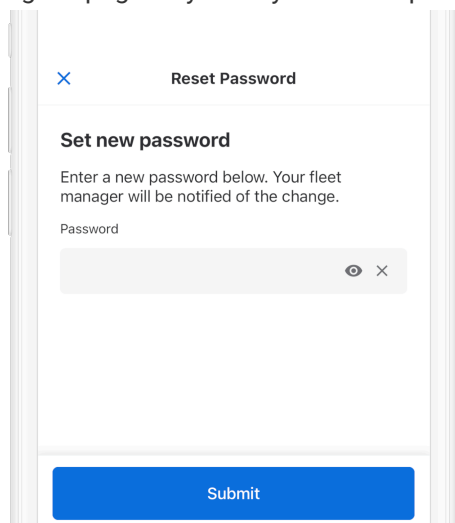 Reset Password
Set new password
Enter a new password below. Your fleet
manager will be notified of the change.
Password
Submit